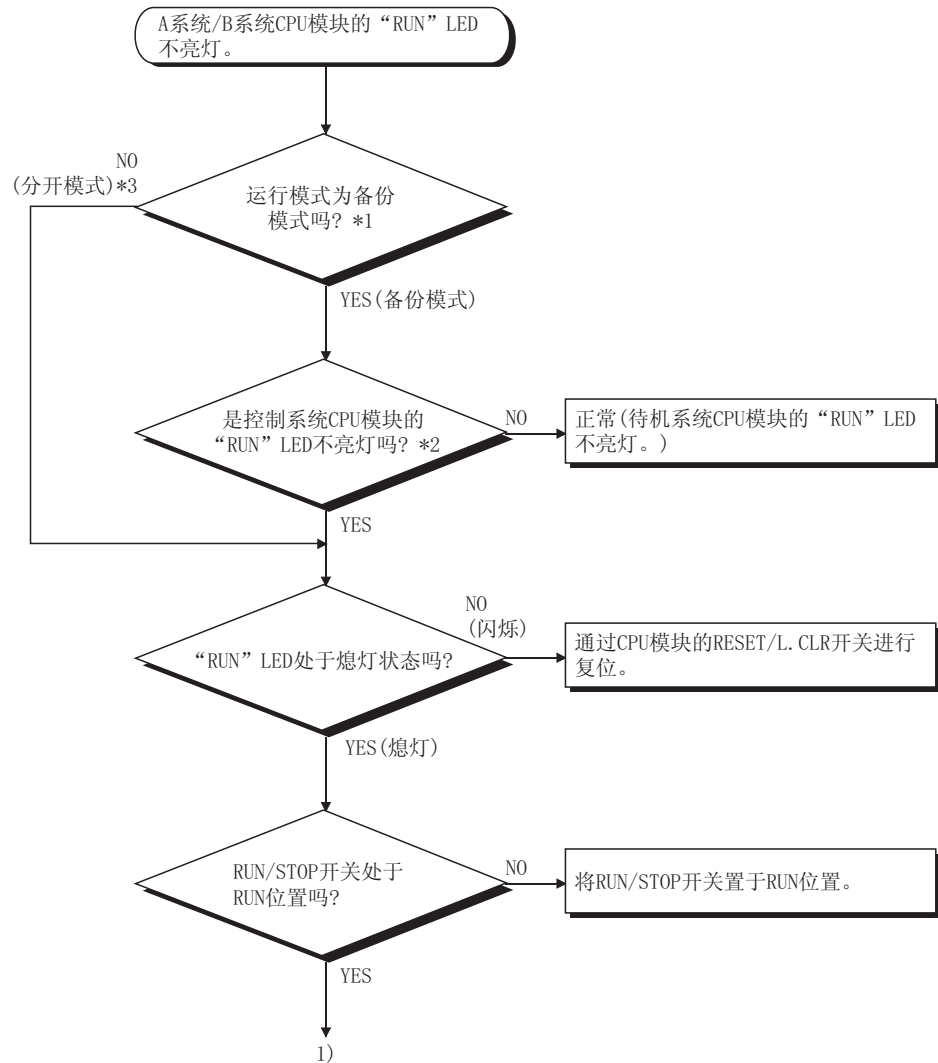 A系统/B系统CPU模块的“RUN”LED
不亮灯。
NO
(分开模式)*3
运行模式为备份
模式吗? *1
YES(备份模式)
是控制系统CPU模块的
“RUN”LED不亮灯吗? *2
NO
正常(待机系统CPU模块的“RUN”LED
不亮灯。)
YES
NO
(闪烁)
“RUN”LED处于熄灯状态吗?
通过CPU模块的RESET/L.CLR开关进行
复位。
YES(熄灯)
RUN/STOP开关处于
RUN位置吗?
NO
将RUN/STOP开关置于RUN位置。
YES
1)